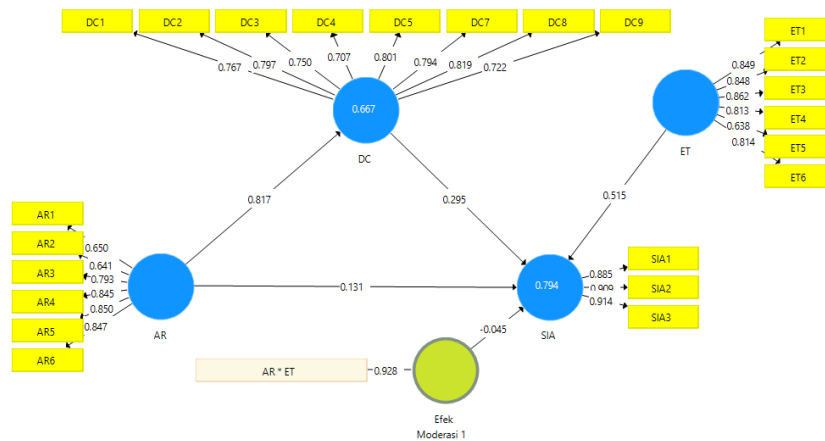 DC1
DC2
DC3
DC4
DC5
DC7
DC8
DC9
0.767
0.797
0.750
0.707
0.801
0.794
0.819
0.722
0.667
DC
ET1
ET2
ET3
ET4
ET5
ET6
0.849
0.848
0.862
0.813
0.638
0.814
ET
0.817
0.295
0.515
AR1
AR2
AR3
AR4
AR5
AR6
0.650
0.641
0.793
0.845
0.850
0.847
AR
0.131
0.794
SIA
0.885
0.914
SIA1
SIA2
SIA3
-0.045
AR * ET
0.928
Efek
Moderasi 1